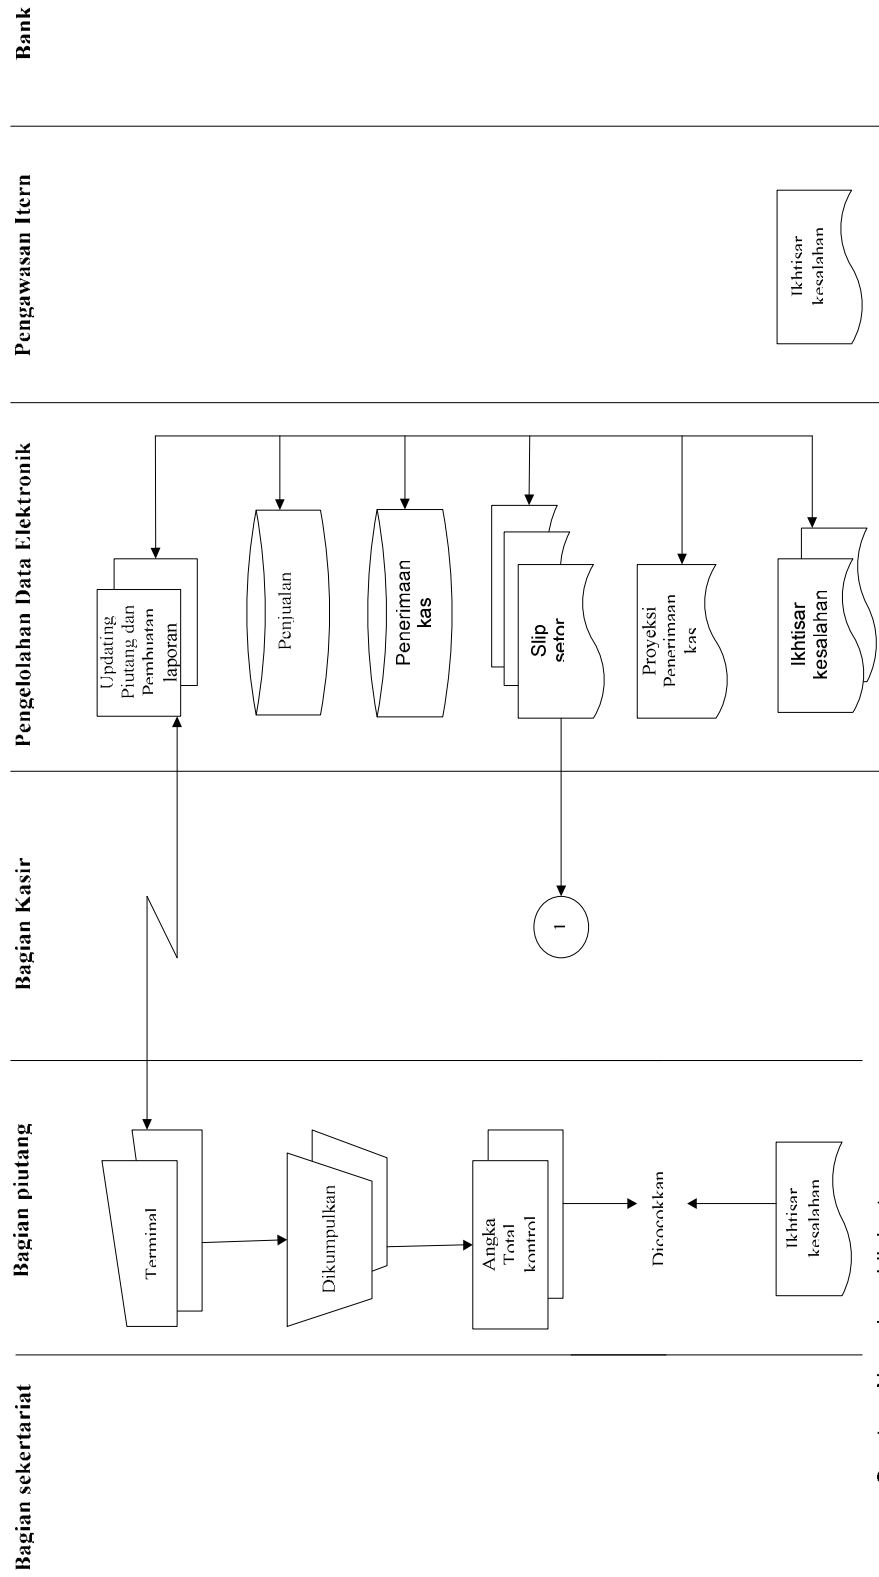 Bagian sekertariat
Bagian piutang
Bagian Kasir
Pengelolahan Data Elektronik
Pengawasan Itern
Bank
Terminal
Dikumpulkan
Angka
Total
kontrol
Dicocokkan
Ikhtisar
kesalahan
1
Updating
Piutang dan
Pembuatan
laporan
Penjualan
Penerimaan
kas
Slip
setor
Proyeksi
Penerimaan
kas
Ikhtisar
kesalahan
Ikhtisar
kesalahan